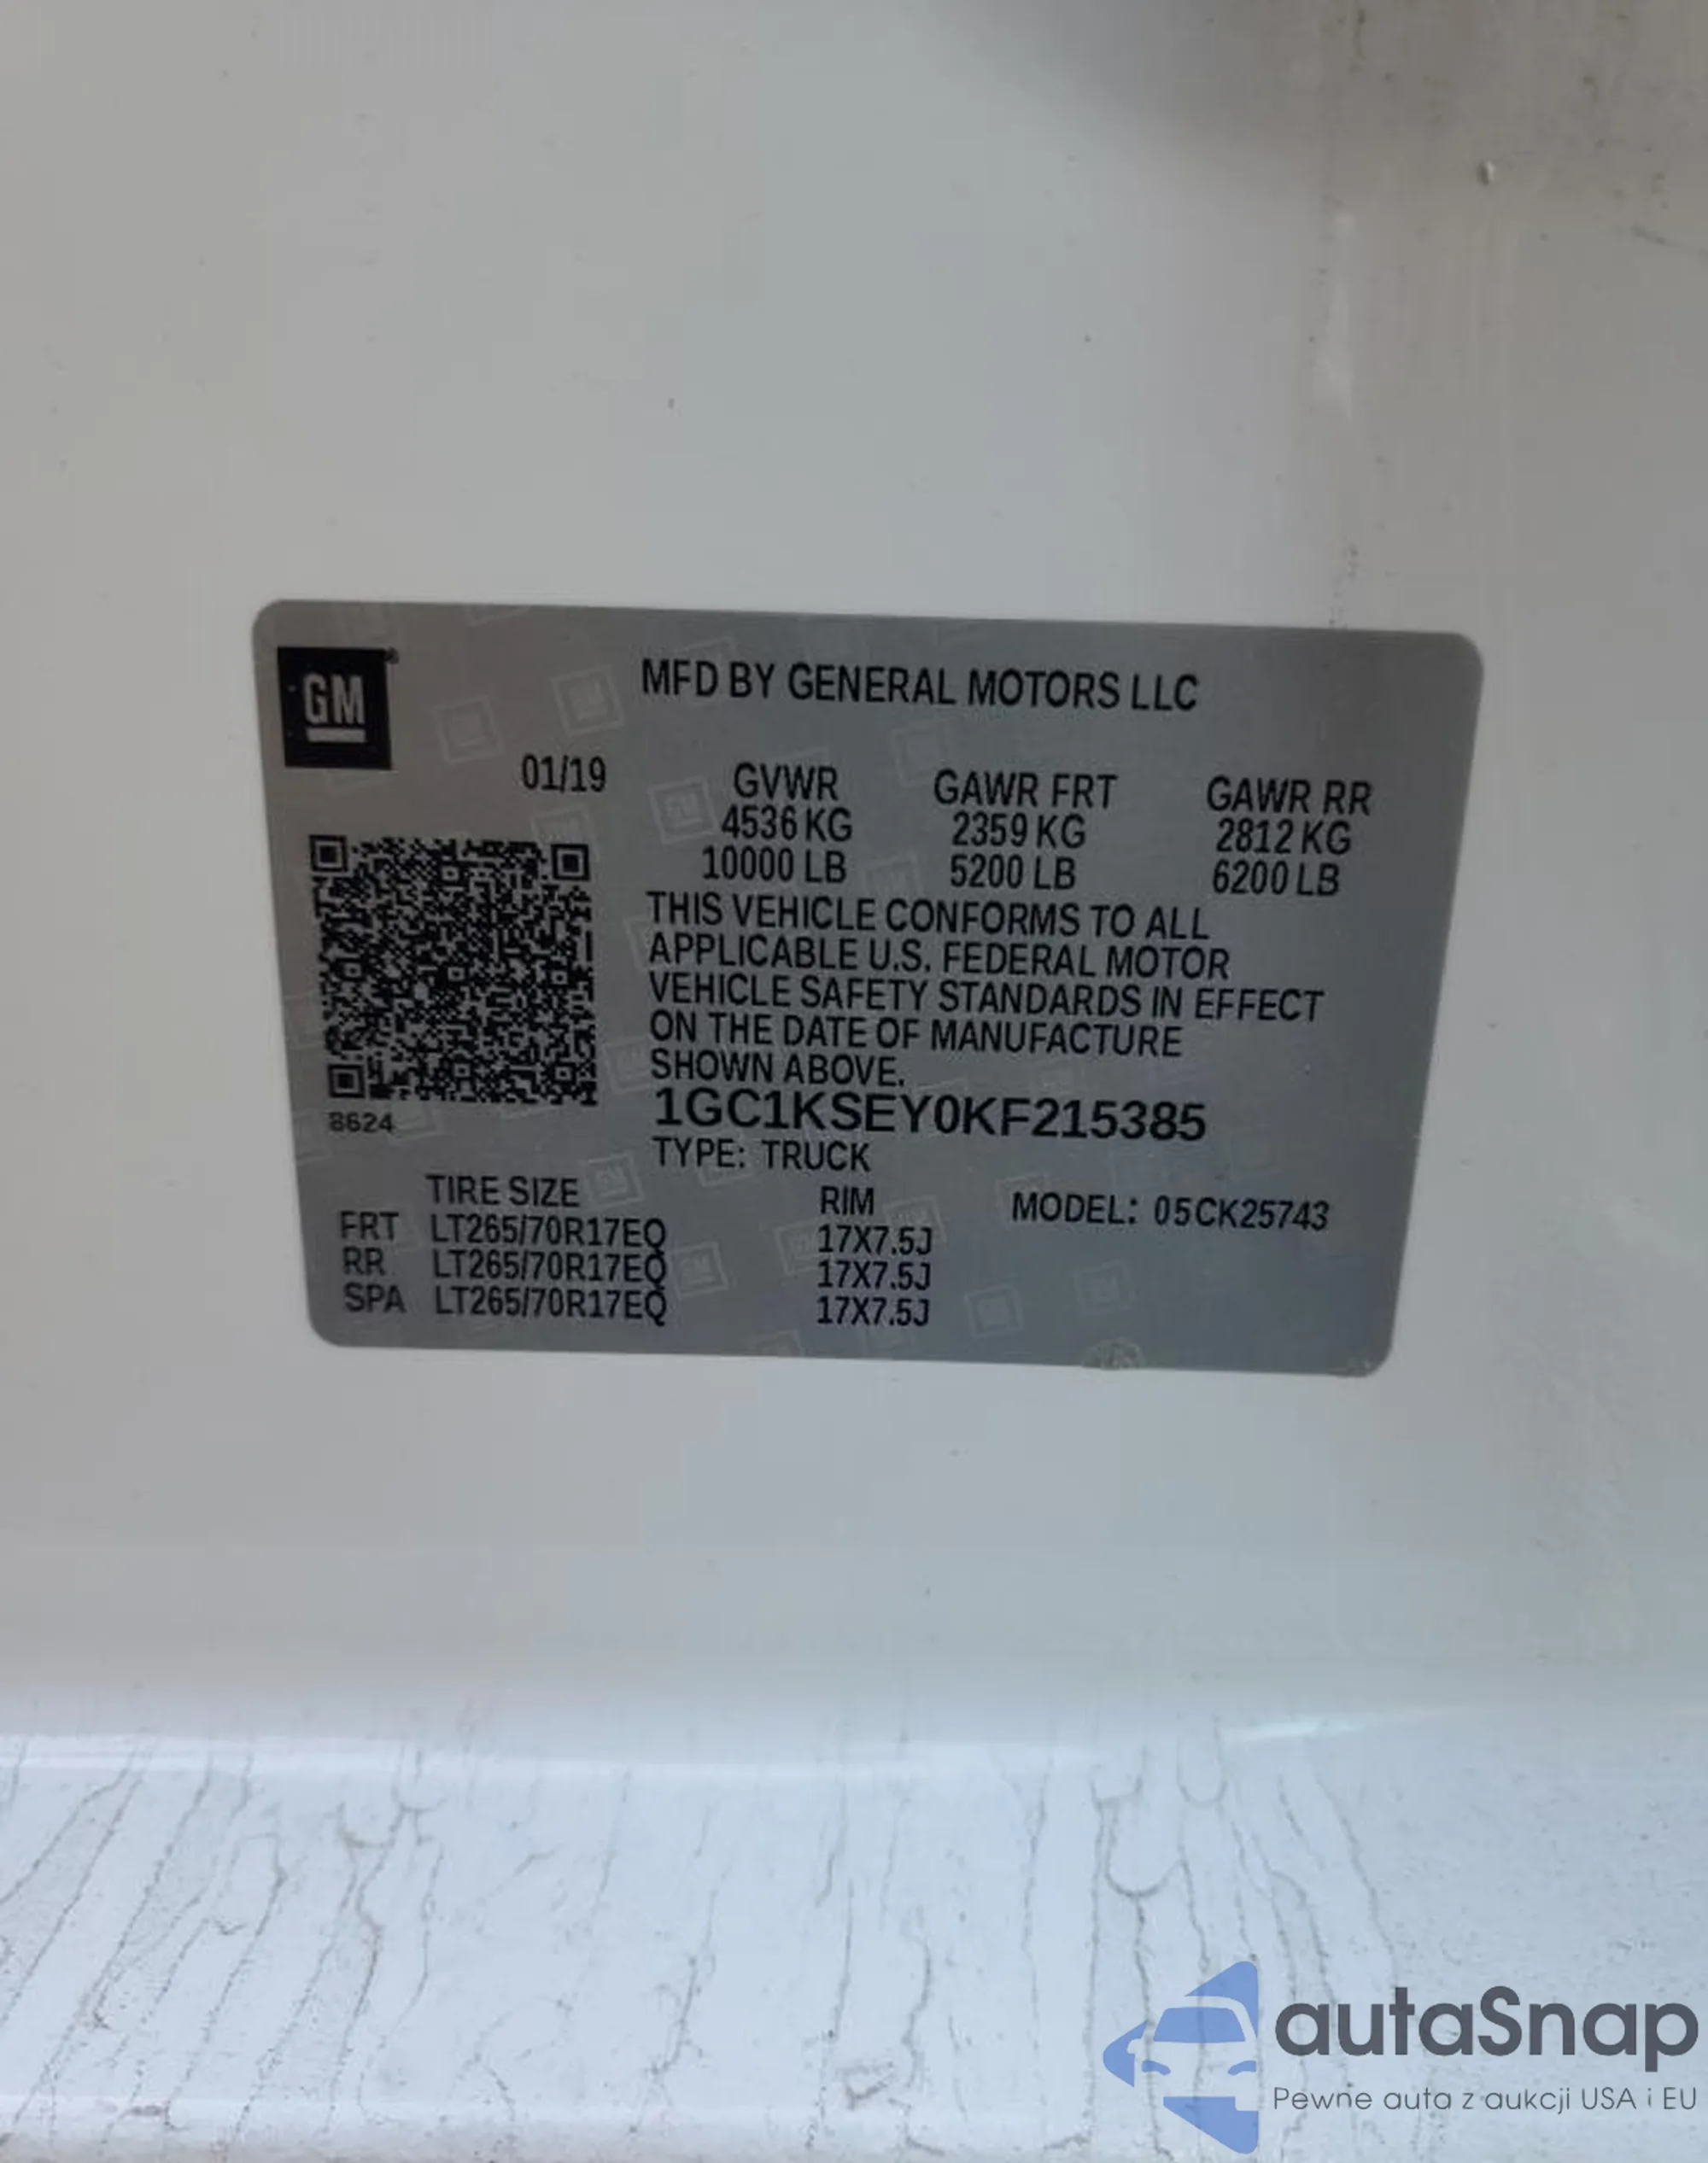 GM
MFD BY GENERAL MOTORS LLC
01/19 GVWR GAWR FRT GAWR RR
4536 KG 2359 KG 2812 KG
10000 LB 5200 LB 6200 LB
THIS VEHICLE CONFORMS TO ALL
APPLICABLE U.S. FEDERAL MOTOR
VEHICLE SAFETY STANDARDS IN EFFECT
ON THE DATE OF MANUFACTURE
SHOWN ABOVE.
1GC1KSEY0KF215385
8624
TYPE: TRUCK
TIRE SIZE RIM MODEL: 05CK25743
FRT LT265/70R17EQ 17X7.5J
RR LT265/70R17EQ 17X7.5J
SPA LT265/70R17EQ 17X7.5J
autaSnap
Pewne auta z aukcji USA i EU